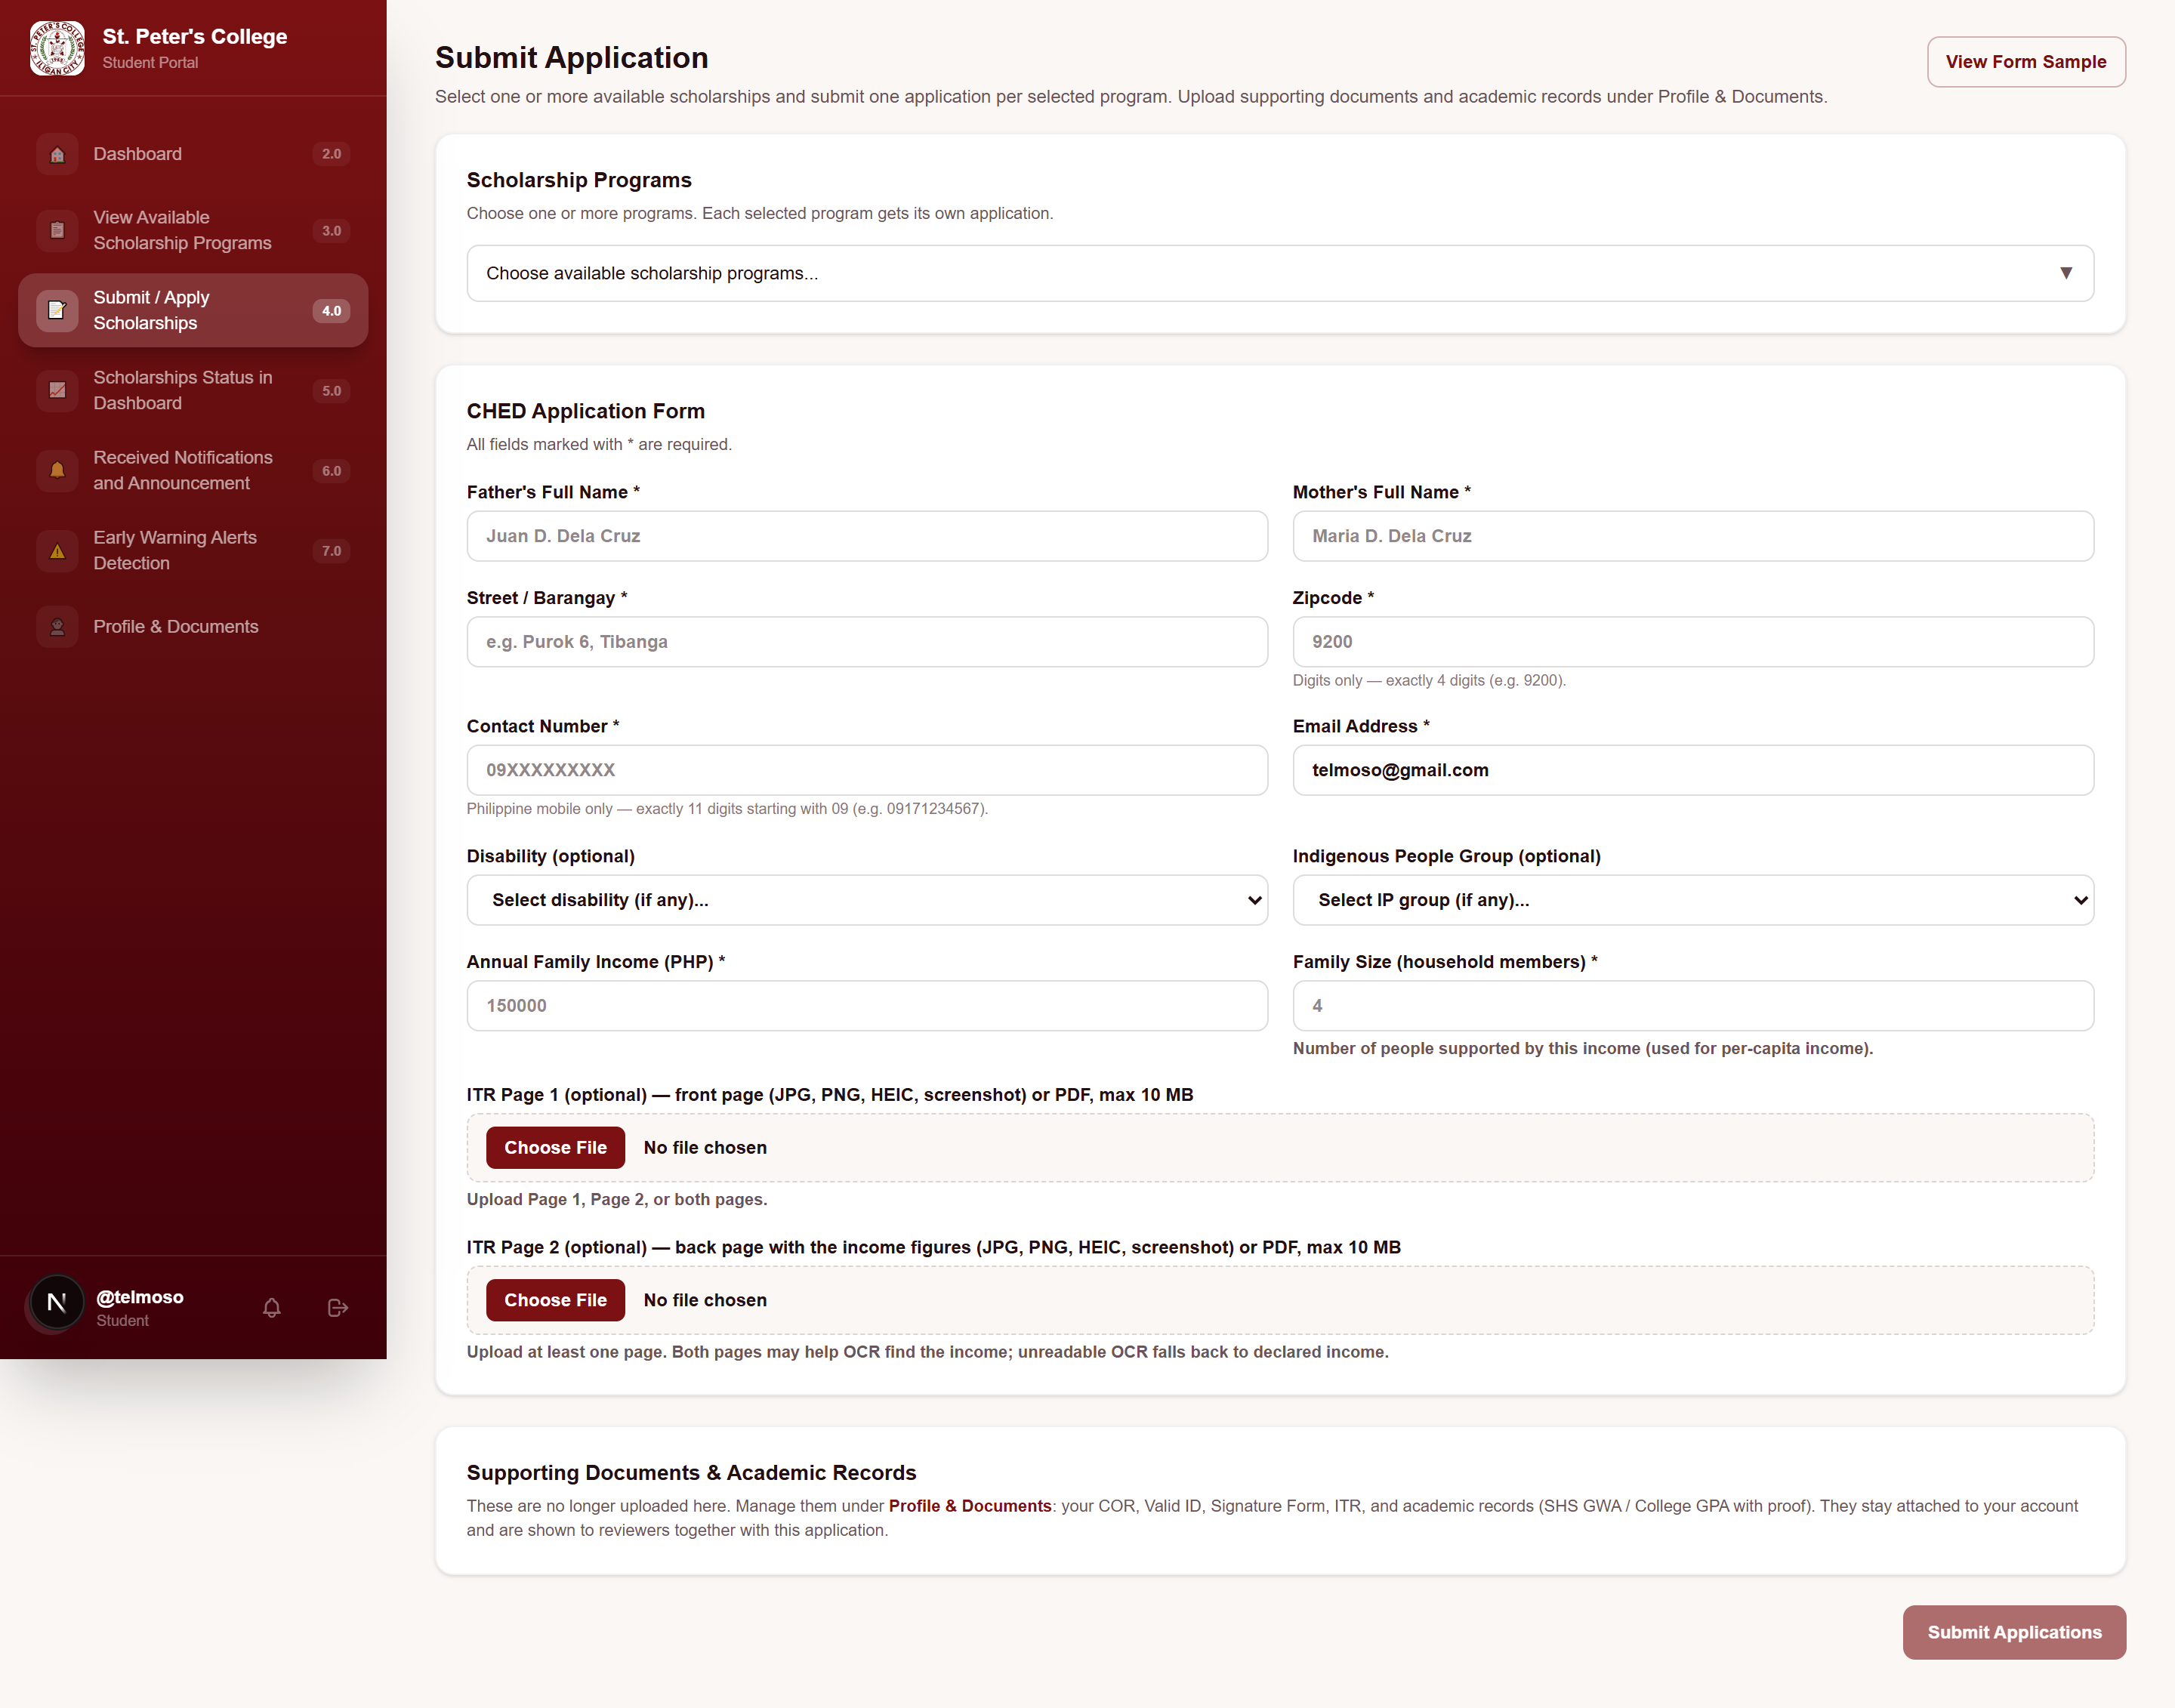 St. Peter's College
Student Portal
Dashboard
2.0
View Available
Scholarship Programs
3.0
Submit / Apply
Scholarships
4.0
Scholarships Status in
Dashboard
5.0
Received Notifications
and Announcement
6.0
Early Warning Alerts
Detection
7.0
Profile & Documents
N
@telmoso
Student
Submit Application
Select one or more available scholarships and submit one application per selected program. Upload supporting documents and academic records under Profile & Documents.
View Form Sample
Scholarship Programs
Choose one or more programs. Each selected program gets its own application.
Choose available scholarship programs...
CHED Application Form
All fields marked with * are required.
Father's Full Name *
Juan D. Dela Cruz
Mother's Full Name *
Maria D. Dela Cruz
Street / Barangay *
e.g. Purok 6, Tibanga
Zipcode *
9200
Digits only — exactly 4 digits (e.g. 9200).
Contact Number *
09XXXXXXXXX
Philippine mobile only — exactly 11 digits starting with 09 (e.g. 09171234567).
Email Address *
telmoso@gmail.com
Disability (optional)
Select disability (if any)...
Indigenous People Group (optional)
Select IP group (if any)...
Annual Family Income (PHP) *
150000
Family Size (household members) *
4
Number of people supported by this income (used for per-capita income).
ITR Page 1 (optional) — front page (JPG, PNG, HEIC, screenshot) or PDF, max 10 MB
Choose File No file chosen
Upload Page 1, Page 2, or both pages.
ITR Page 2 (optional) — back page with the income figures (JPG, PNG, HEIC, screenshot) or PDF, max 10 MB
Choose File No file chosen
Upload at least one page. Both pages may help OCR find the income; unreadable OCR falls back to declared income.
Supporting Documents & Academic Records
These are no longer uploaded here. Manage them under Profile & Documents: your COR, Valid ID, Signature Form, ITR, and academic records (SHS GWA / College GPA with proof). They stay attached to your account
and are shown to reviewers together with this application.
Submit Applications